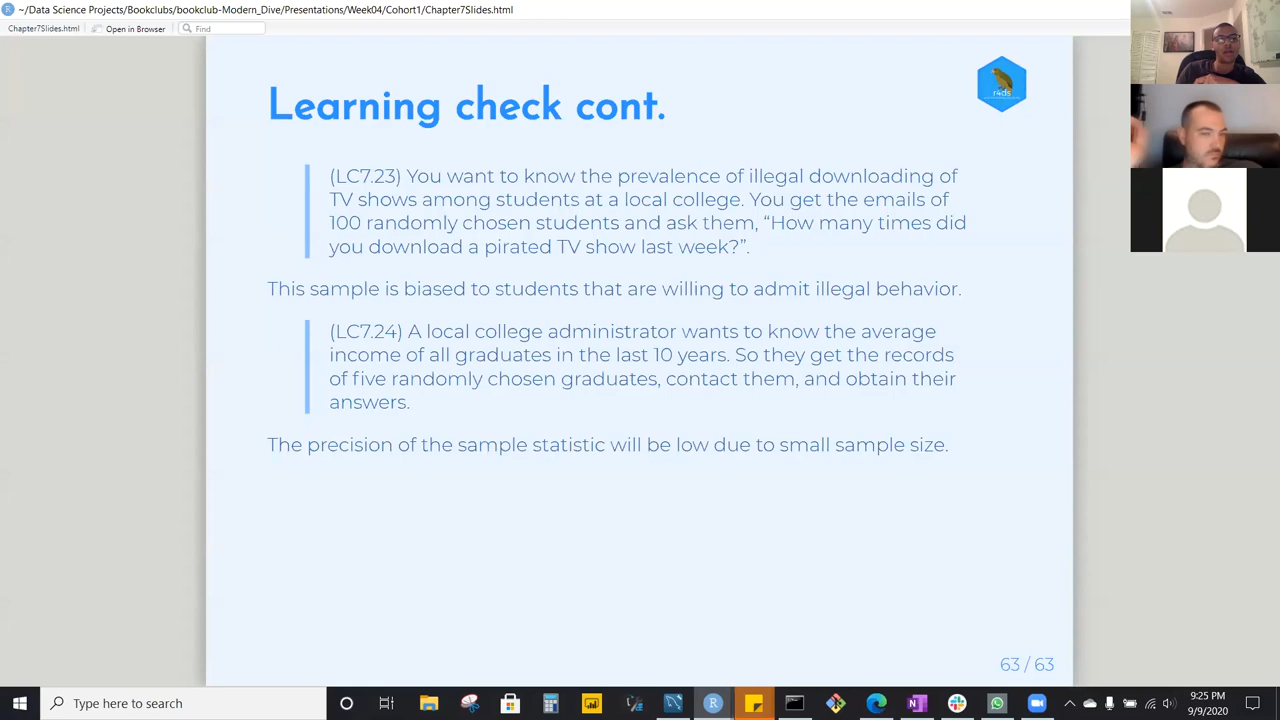 ~/Data Science Projects/Bookclubs/bookclub-Modern_Dive/Presentations/Week04/Cohort1/Chapter7Slides.html
Chapter7Slides.html
Open in Browser
Find
Learning check cont.
r4ds
(LC7.23) You want to know the prevalence of illegal downloading of
TV shows among students at a local college. You get the emails of
100 randomly chosen students and ask them, “How many times did
you download a pirated TV show last week?”.
This sample is biased to students that are willing to admit illegal behavior.
(LC7.24) A local college administrator wants to know the average
income of all graduates in the last 10 years. So they get the records
of five randomly chosen graduates, contact them, and obtain their
answers.
The precision of the sample statistic will be low due to small sample size.
63 / 63
Type here to search
9:25 PM
9/9/2020